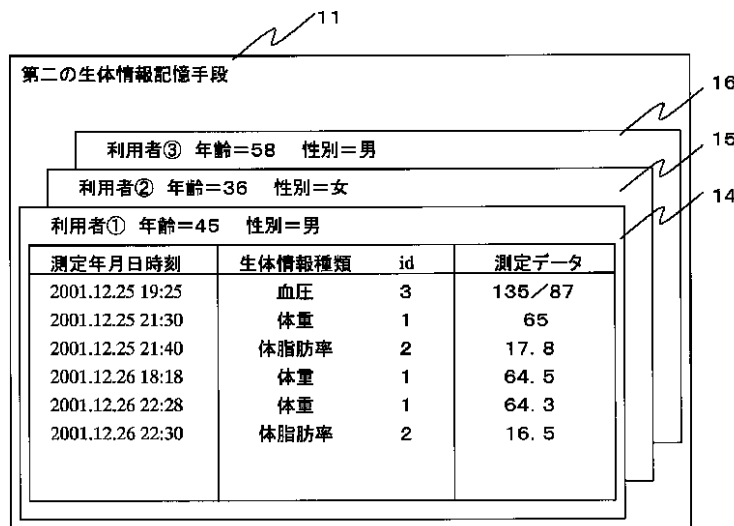 11
第二の生体情報記憶手段
16
利用者③ 年齢=58 性別=男
15
利用者② 年齢=36 性別=女
14
利用者① 年齢=45 性別=男
測定年月日時刻 生体情報種類 id 測定データ
2001.12.25 19:25 血圧 3 135/87
2001.12.25 21:30 体重 1 65
2001.12.25 21:40 体脂肪率 2 17.8
2001.12.26 18:18 体重 1 64.5
2001.12.26 22:28 体重 1 64.3
2001.12.26 22:30 体脂肪率 2 16.5